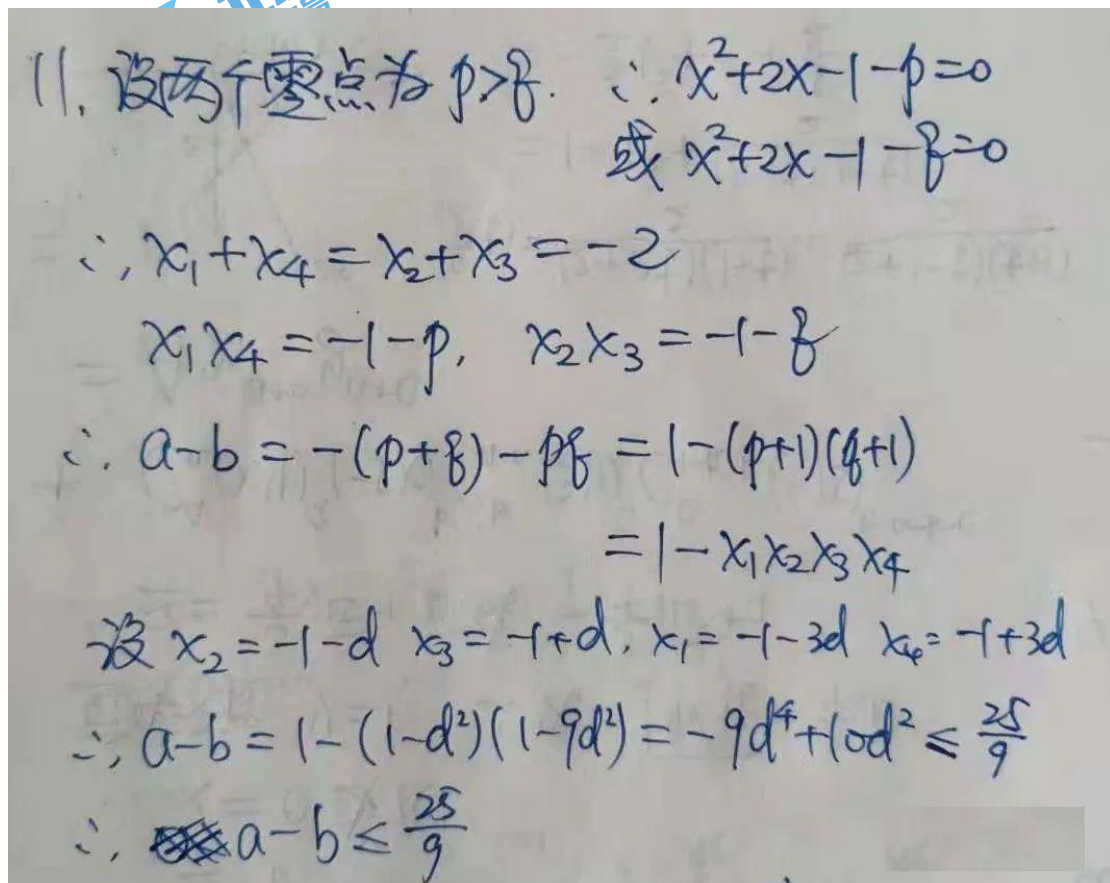 11. 设两个零点为 p>q. ∴ x²+2x-1-p=0
或 x²+2x-1-q=0
∴ x₁+x₄=x₂+x₃=-2
x₁x₄=-1-p, x₂x₃=-1-q
∴ a-b=-(p+q)-pq=1-(p+1)(q+1)
=1-x₁x₂x₃x₄
设 x₂=-1-d x₃=-1+d, x₁=-1-3d x₄=-1+3d
∴ a-b=1-(1-d²)(1-9d²)=-9d⁴+10d²≤25/9
∴ a-b≤25/9